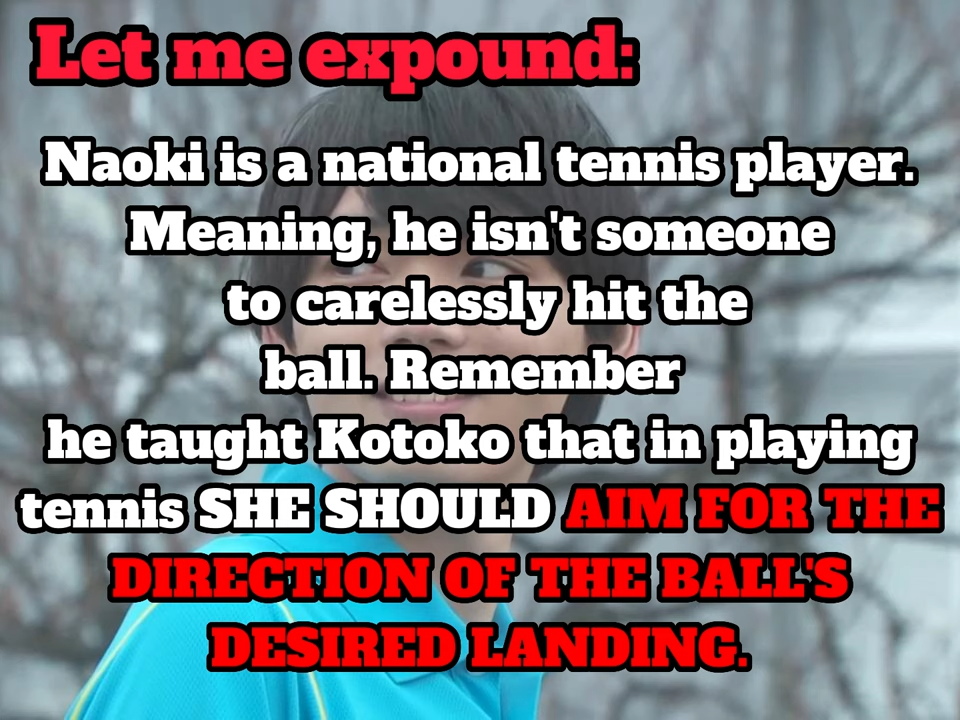 Let me expound:
Naoki is a national tennis player.
Meaning, he isn't someone
to carelessly hit the
ball. Remember
he taught Kotoko that in playing
tennis SHE SHOULD AIM FOR THE
DIRECTION OF THE BALL'S
DESIRED LANDING.